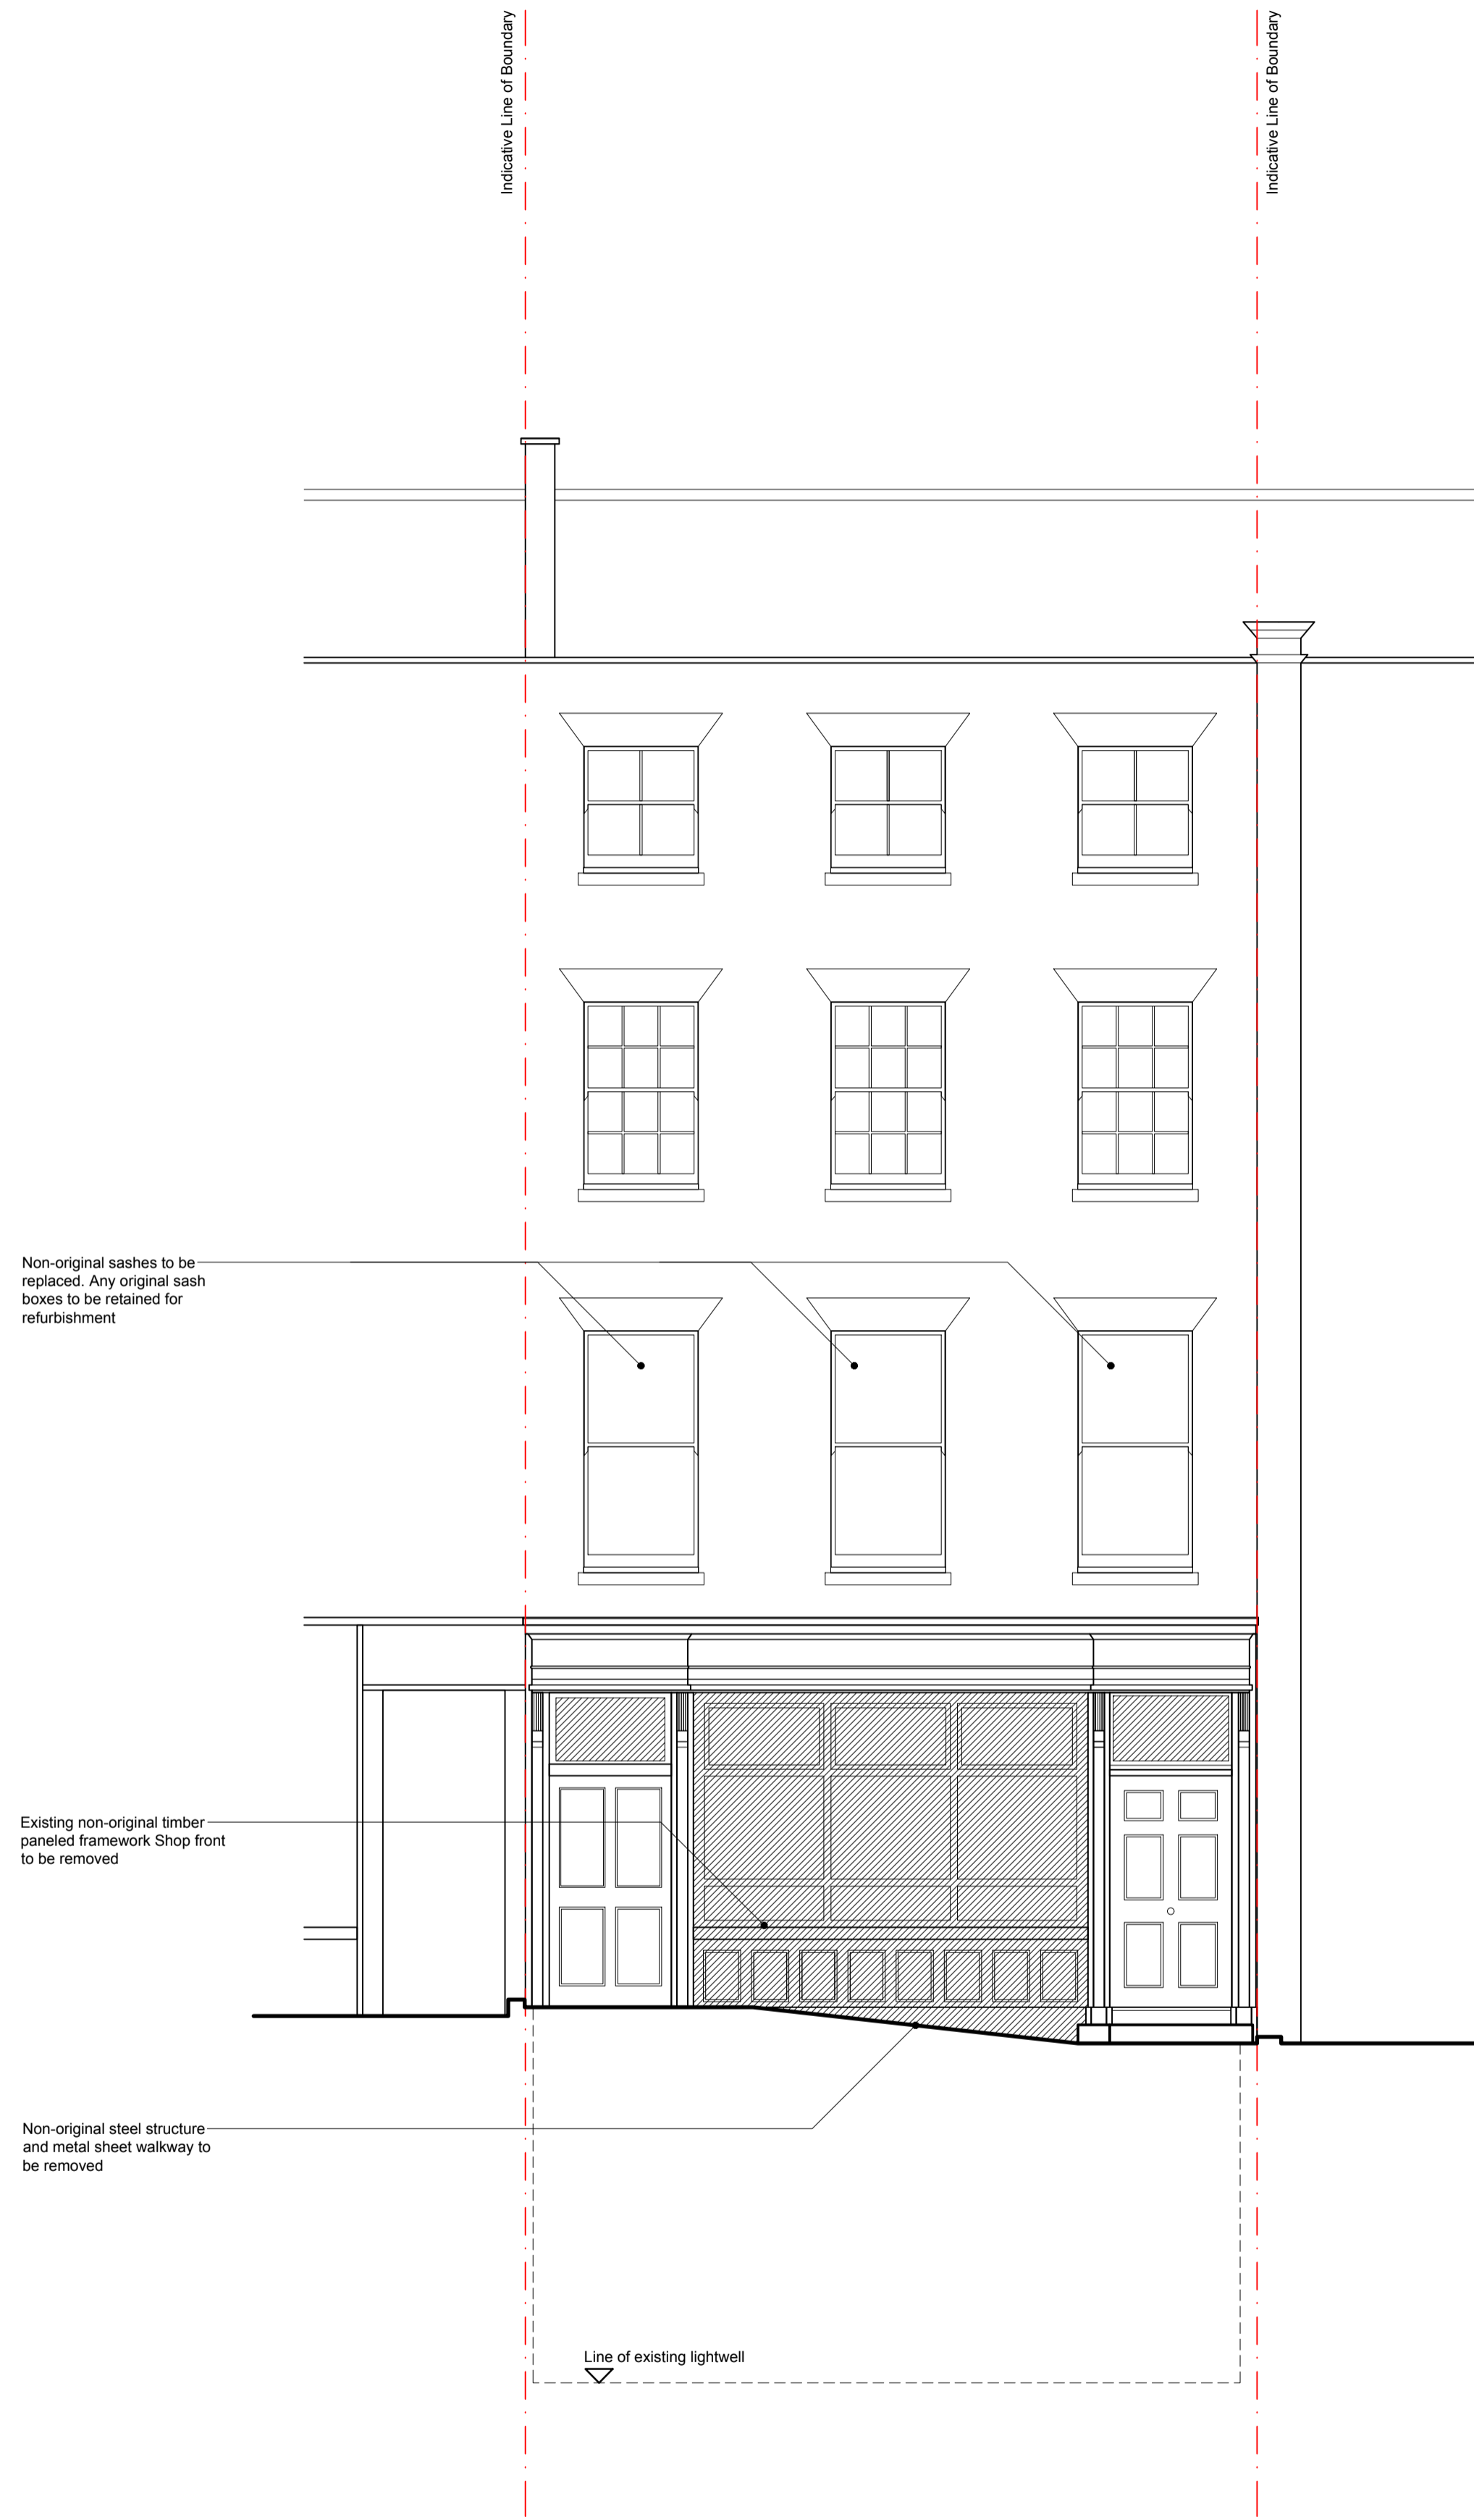 Indicative Line of Boundary
Indicative Line of Boundary
Non-original sashes to be
replaced. Any original sash
boxes to be retained for
refurbishment
Existing non-original timber
paneled framework Shop front
to be removed
Non-original steel structure
and metal sheet walkway to
be removed
Line of existing lightwell